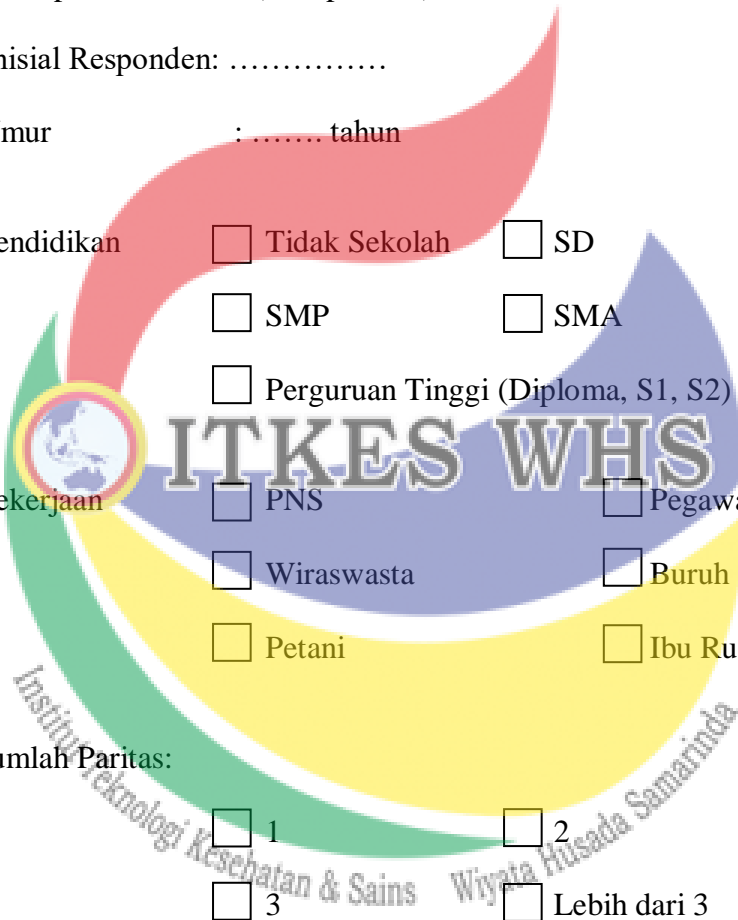 nisial Responden: ……………
mur : ……. tahun
endidikan ☐ Tidak Sekolah ☐ SD
☐ SMP ☐ SMA
☐ Perguruan Tinggi (Diploma, S1, S2)
ITKES WHS
ekerjaan ☐ PNS ☐ Pegawa
☐ Wiraswasta ☐ Buruh
☐ Petani ☐ Ibu Ru
umlah Paritas:
☐ 1 ☐ 2
☐ 3 ☐ Lebih dari 3
Institut Teknologi Kesehatan & Sains Wiyata Husada Samarinda